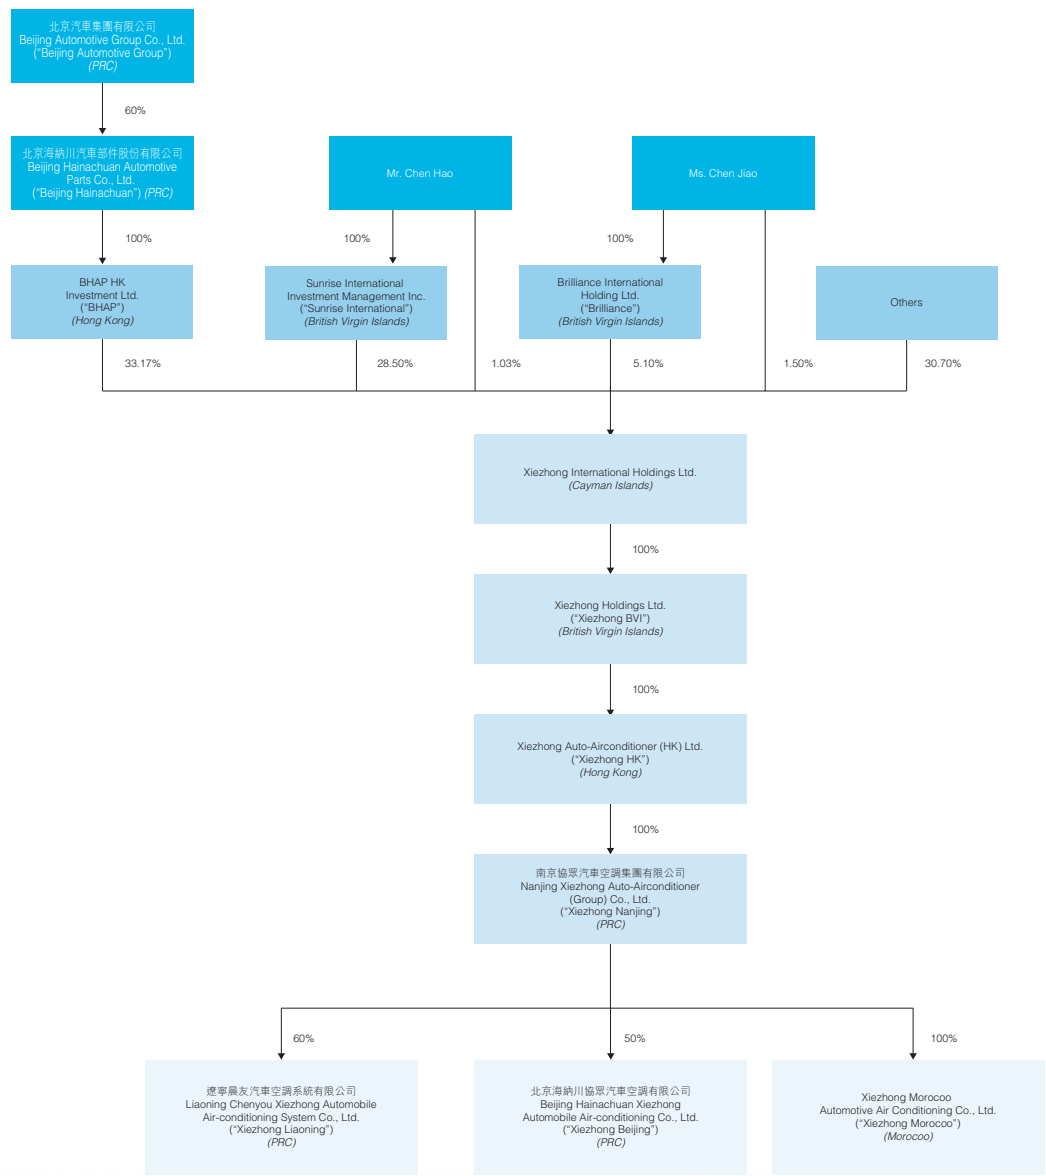 北京汽車集團有限公司
Beijing Automotive Group Co., Ltd.
(“Beijing Automotive Group”)
(PRC)
60%
北京海納川汽車部件股份有限公司
Beijing Hainachuan Automotive
Parts Co., Ltd.
(“Beijing Hainachuan”) (PRC)
Mr. Chen Hao
Ms. Chen Jiao
100%
100%
100%
BHAP HK
Investment Ltd.
(“BHAP”)
(Hong Kong)
Sunrise International
Investment Management Inc.
(“Sunrise International”)
(British Virgin Islands)
Brilliance International
Holding Ltd.
(“Brilliance”)
(British Virgin Islands)
Others
33.17%
28.50%
1.03%
5.10%
1.50%
30.70%
Xiezhong International Holdings Ltd.
(Cayman Islands)
100%
Xiezhong Holdings Ltd.
(“Xiezhong BVI”)
(British Virgin Islands)
100%
Xiezhong Auto-Airconditioner (HK) Ltd.
(“Xiezhong HK”)
(Hong Kong)
100%
南京協眾汽車空調集團有限公司
Nanjing Xiezhong Auto-Airconditioner
(Group) Co., Ltd.
(“Xiezhong Nanjing”)
(PRC)
60%
50%
100%
遼寧晨友汽車空調系統有限公司
Liaoning Chenyou Xiezhong Automobile
Air-conditioning System Co., Ltd.
(“Xiezhong Liaoning”)
(PRC)
北京海納川協眾汽車空調有限公司
Beijing Hainachuan Xiezhong
Automobile Air-conditioning Co., Ltd.
(“Xiezhong Beijing”)
(PRC)
Xiezhong Morocoo
Automotive Air Conditioning Co., Ltd.
(“Xiezhong Morocoo”)
(Morocoo)